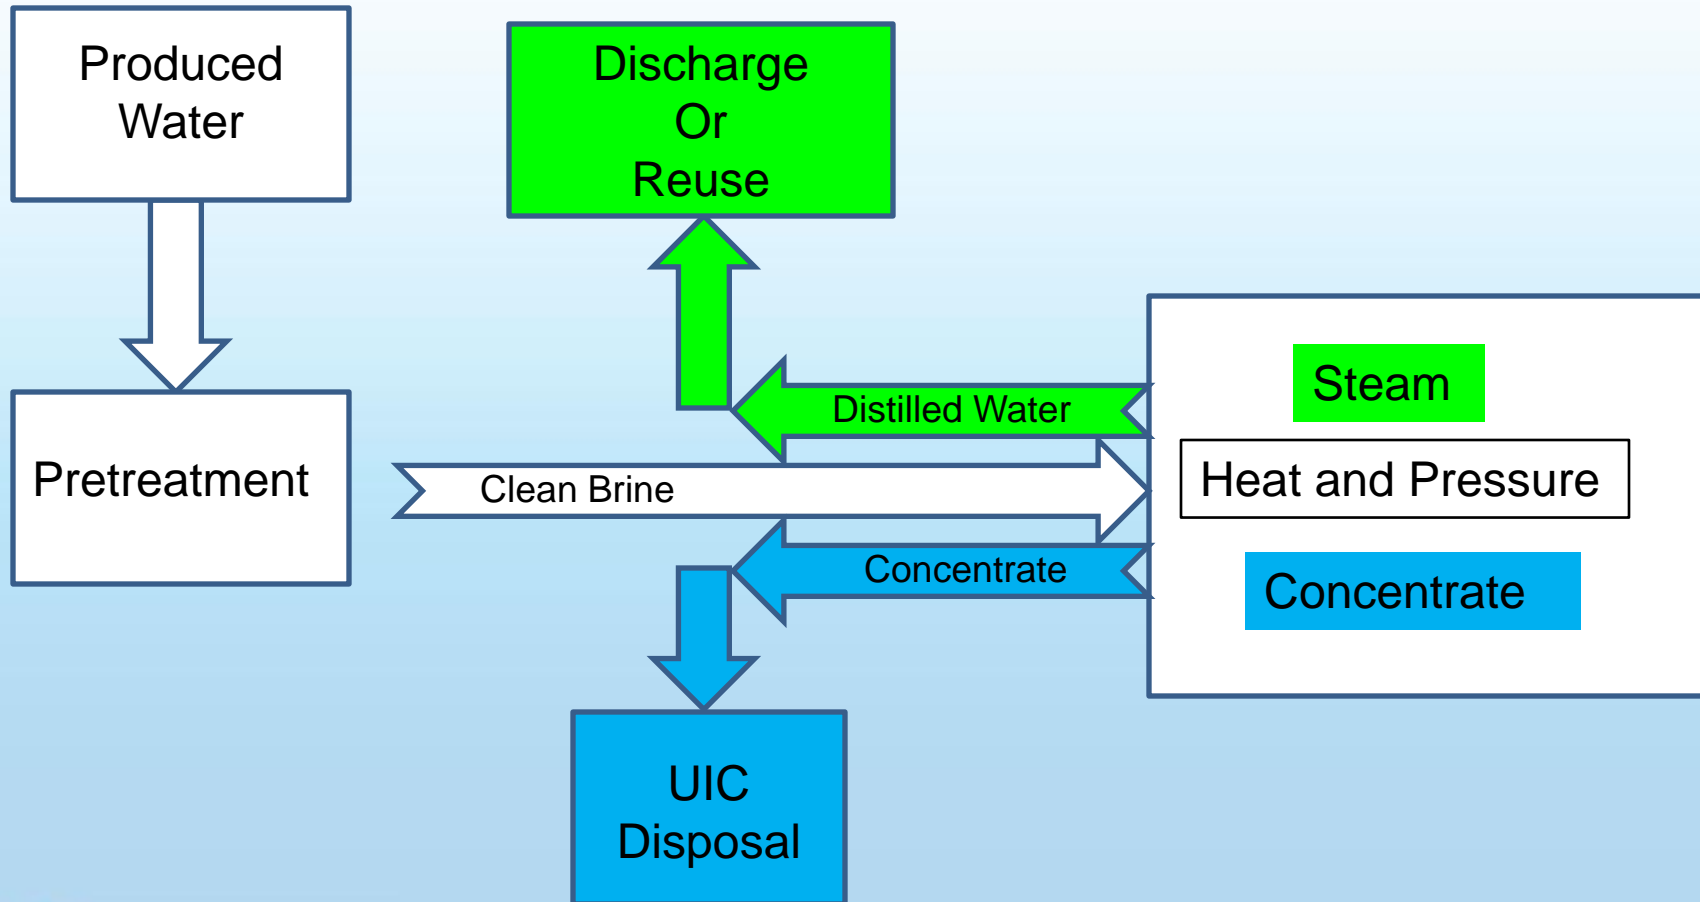 Produced
Water
Discharge
Or
Reuse
Pretreatment
Distilled Water
Clean Brine
Concentrate
Steam
Heat and Pressure
Concentrate
UIC
Disposal